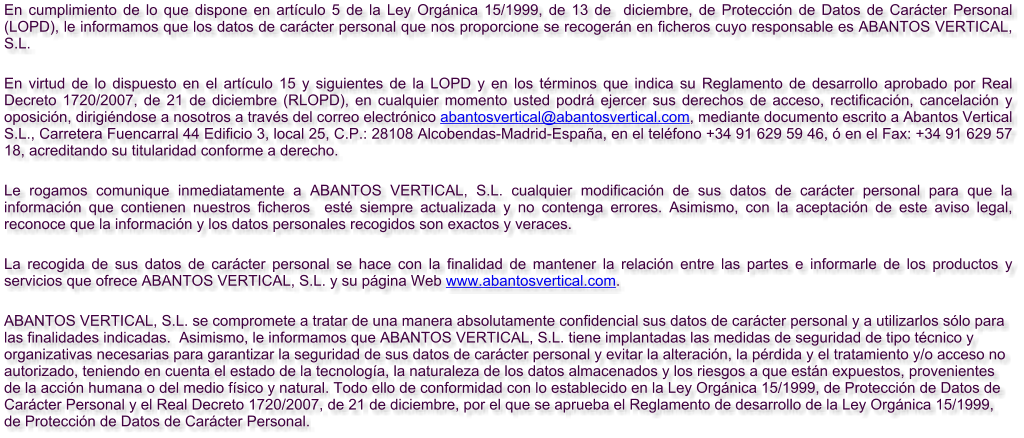 En cumplimiento de lo que dispone en artículo 5 de la Ley Orgánica 15/1999, de 13 de  diciembre, de Protección de Datos de Carácter Personal
(LOPD), le informamos que los datos de carácter personal que nos proporcione se recogerán en ficheros cuyo responsable es ABANTOS VERTICAL,
S.L.
En virtud de lo dispuesto en el artículo 15 y siguientes de la LOPD y en los términos que indica su Reglamento de desarrollo aprobado por Real
Decreto 1720/2007, de 21 de diciembre (RLOPD), en cualquier momento usted podrá ejercer sus derechos de acceso, rectificación, cancelación y
oposición, dirigiéndose a nosotros a través del correo electrónico abantosvertical@abantosvertical.com, mediante documento escrito a Abantos Vertical
S.L., Carretera Fuencarral 44 Edificio 3, local 25, C.P.: 28108 Alcobendas-Madrid-España, en el teléfono +34 91 629 59 46, ó en el Fax: +34 91 629 57
18, acreditando su titularidad conforme a derecho.
Le rogamos comunique inmediatamente a ABANTOS VERTICAL, S.L. cualquier modificación de sus datos de carácter personal para que la
información que contienen nuestros ficheros  esté siempre actualizada y no contenga errores. Asimismo, con la aceptación de este aviso legal,
reconoce que la información y los datos personales recogidos son exactos y veraces.
La recogida de sus datos de carácter personal se hace con la finalidad de mantener la relación entre las partes e informarle de los productos y
servicios que ofrece ABANTOS VERTICAL, S.L. y su página Web www.abantosvertical.com.
ABANTOS VERTICAL, S.L. se compromete a tratar de una manera absolutamente confidencial sus datos de carácter personal y a utilizarlos sólo para
las finalidades indicadas.  Asimismo, le informamos que ABANTOS VERTICAL, S.L. tiene implantadas las medidas de seguridad de tipo técnico y
organizativas necesarias para garantizar la seguridad de sus datos de carácter personal y evitar la alteración, la pérdida y el tratamiento y/o acceso no
autorizado, teniendo en cuenta el estado de la tecnología, la naturaleza de los datos almacenados y los riesgos a que están expuestos, provenientes
de la acción humana o del medio físico y natural. Todo ello de conformidad con lo establecido en la Ley Orgánica 15/1999, de Protección de Datos de
Carácter Personal y el Real Decreto 1720/2007, de 21 de diciembre, por el que se aprueba el Reglamento de desarrollo de la Ley Orgánica 15/1999,
de Protección de Datos de Carácter Personal.